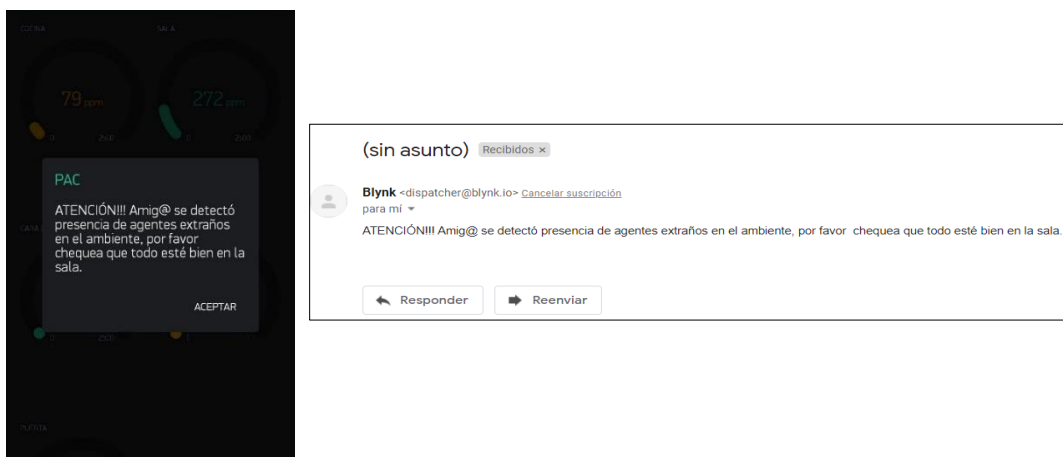 COCINA
SALA
79 ppm
272 ppm
0
2500
0
2500
PAC
ATENCIÓN!!! Amig@ se detectó
presencia de agentes extraños
en el ambiente, por favor
chequea que todo esté bien en la
sala.
ACEPTAR
0
2500
0
PUERTA
(sin asunto)
Recibidos ×
Blynk <dispatcher@blynk.io> Cancelar suscripción
para mí
ATENCIÓN!!! Amig@ se detectó presencia de agentes extraños en el ambiente, por favor  chequea que todo esté bien en la sala.
Responder
Reenviar